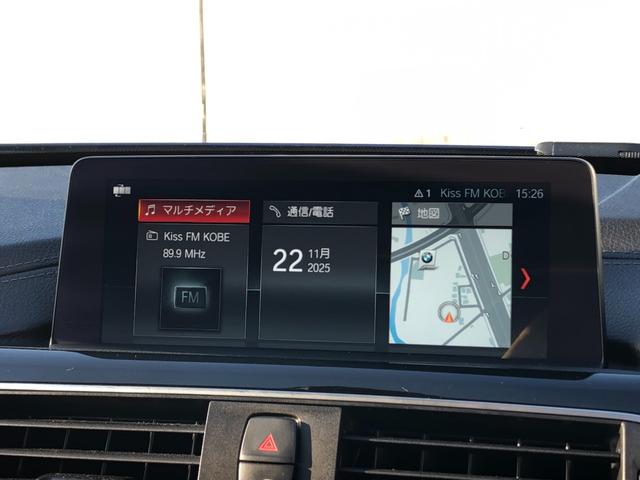 1 Kiss FM KOB 15:26
マルチメディア
Kiss FM KOBE
89.9 MHz
FM
通信/電話
22 11月
2025
地図
D